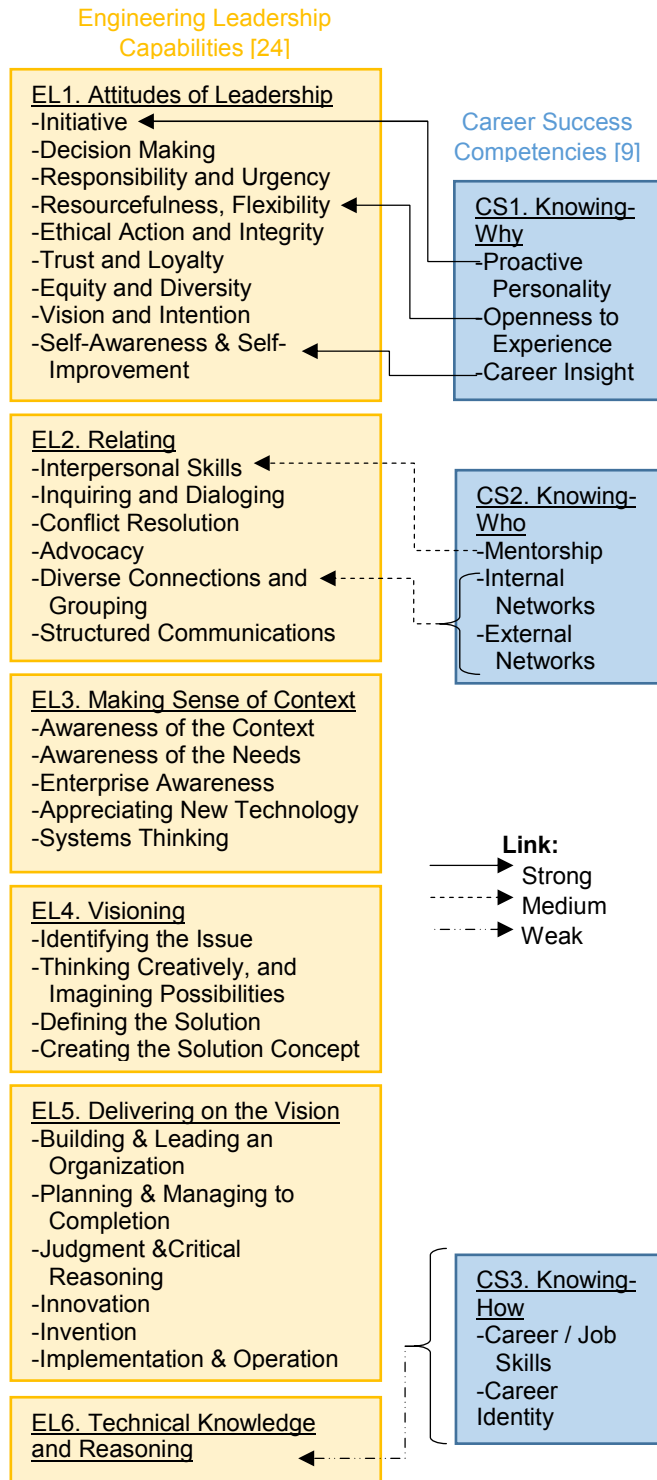 Engineering Leadership
Capabilities [24]
EL1. Attitudes of Leadership
-Initiative
-Decision Making
-Responsibility and Urgency
-Resourcefulness, Flexibility
-Ethical Action and Integrity
-Trust and Loyalty
-Equity and Diversity
-Vision and Intention
-Self-Awareness & Self-
Improvement
Career Success
Competencies [9]
CS1. Knowing-
Why
-Proactive
Personality
-Openness to
Experience
-Career Insight
EL2. Relating
-Interpersonal Skills
-Inquiring and Dialoging
-Conflict Resolution
-Advocacy
-Diverse Connections and
Grouping
-Structured Communications
CS2. Knowing-
Who
-Mentorship
-Internal
Networks
-External
Networks
EL3. Making Sense of Context
-Awareness of the Context
-Awareness of the Needs
-Enterprise Awareness
-Appreciating New Technology
-Systems Thinking
Link:
Strong
Medium
Weak
EL4. Visioning
-Identifying the Issue
-Thinking Creatively, and
Imagining Possibilities
-Defining the Solution
-Creating the Solution Concept
EL5. Delivering on the Vision
-Building & Leading an
Organization
-Planning & Managing to
Completion
-Judgment &Critical
Reasoning
-Innovation
-Invention
-Implementation & Operation
CS3. Knowing-
How
-Career / Job
Skills
-Career
Identity
EL6. Technical Knowledge
and Reasoning